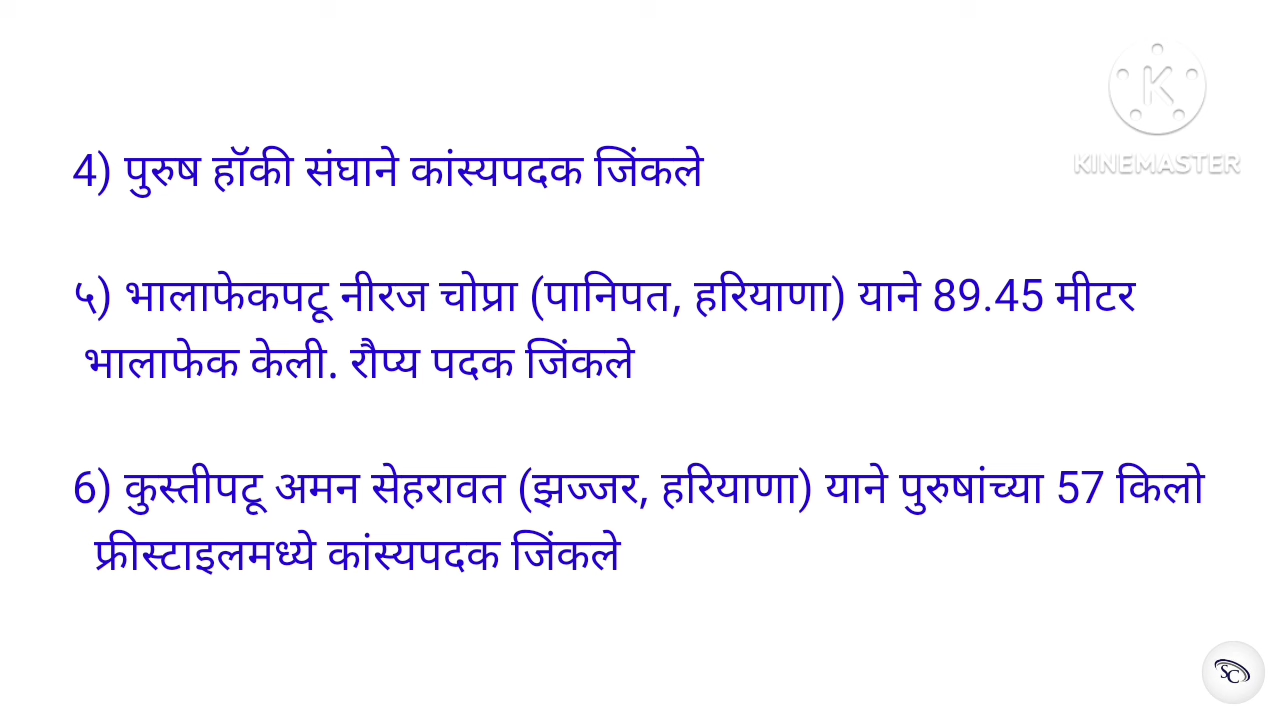 KINEMASTER
4) पुरुष हॉकी संघाने कांस्यपदक जिंकले
५) भालाफेकपटू नीरज चोप्रा (पानिपत, हरियाणा) याने 89.45 मीटर
भालाफेक केली. रौप्य पदक जिंकले
6) कुस्तीपटू अमन सेहरावत (झज्जर, हरियाणा) याने पुरुषांच्या 57 किलो
फ्रीस्टाइलमध्ये कांस्यपदक जिंकले
SC